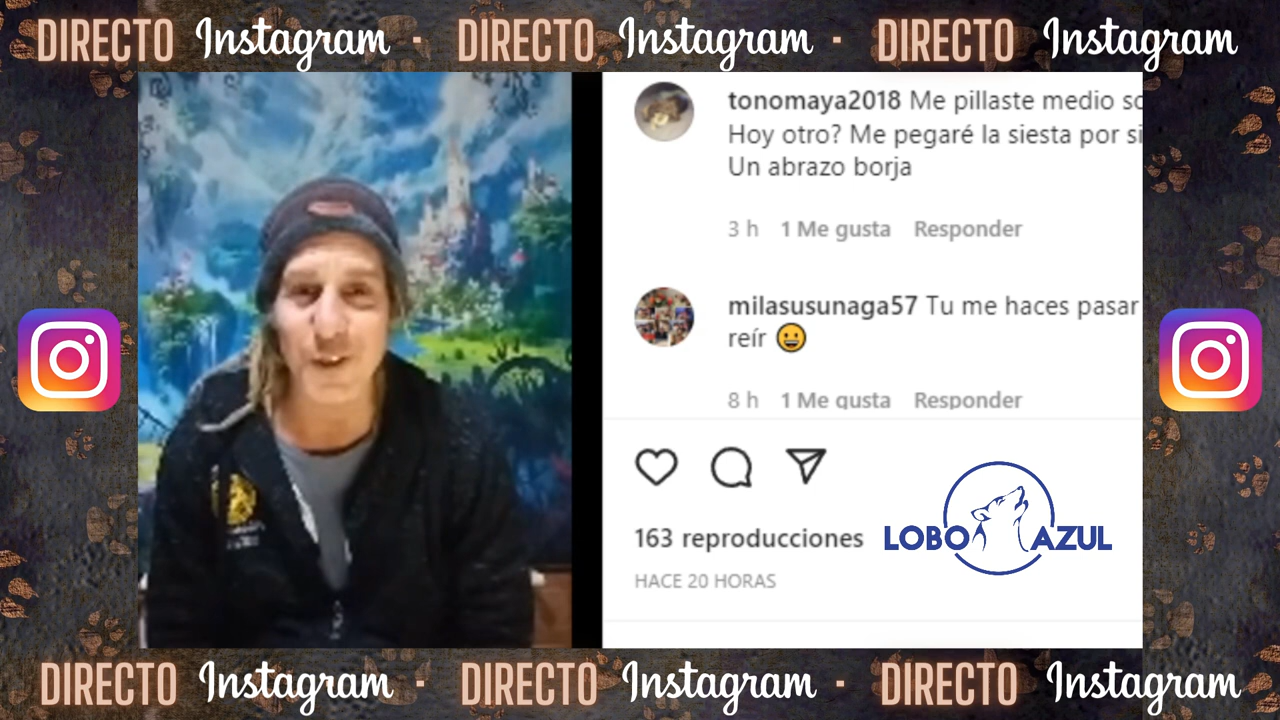 DIRECTO Instagram · DIRECTO Instagram · DIRECTO Instagram
tonomaya2018 Me pillaste medio
Hoy otro? Me pegaré la siesta por si
Un abrazo borja
3 h 1 Me gusta Responder
milasusunaga57 Tu me haces pasar
reír 😀
8 h 1 Me gusta Responder
163 reproducciones
HACE 20 HORAS
LOBO AZUL
DIRECTO Instagram · DIRECTO Instagram · DIRECTO Instagram